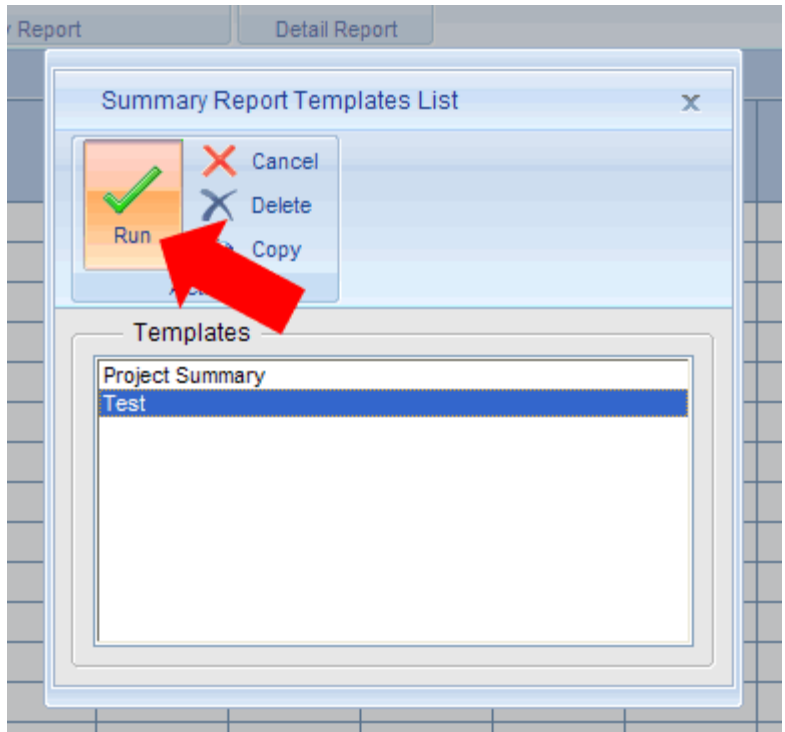 Report
Detail Report
Summary Report Templates List
Cancel
Delete
Run
Copy
Templates
Project Summary
Test